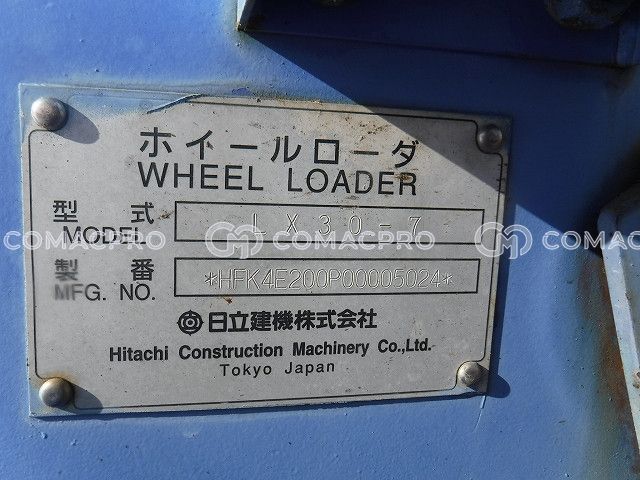 ホイールローダ
WHEEL LOADER
型式
MODEL
LX30-7
製番
MFG. NO.
*HFK4E200P00005024*
日立建機株式会社
Hitachi Construction Machinery Co.,Ltd.
Tokyo Japan
COMACPRO COMACPRO COMACPRO